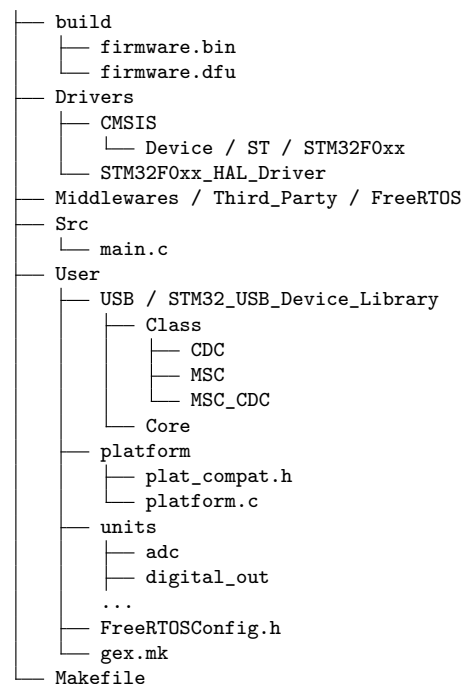 build
firmware.bin
firmware.dfu
Drivers
CMSIS
Device / ST / STM32F0xx
STM32F0xx_HAL_Driver
Middlewares / Third_Party / FreeRTOS
Src
main.c
User
USB / STM32_USB_Device_Library
Class
CDC
MSC
MSC_CDC
Core
platform
plat_compat.h
platform.c
units
adc
digital_out
...
FreeRTOSConfig.h
gex.mk
Makefile